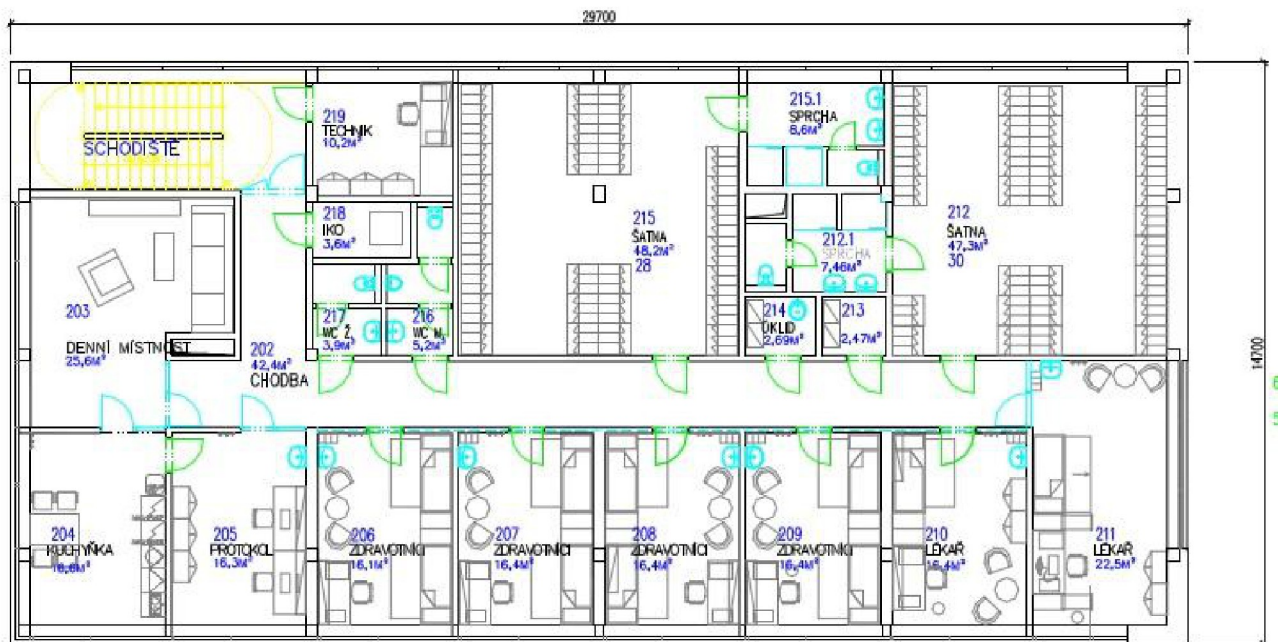 29700
14700
SCHODIŠTĚ
219
TECHNIK
10,2M²
218
IKO
3,6M²
217
WC Ž.
3,9M²
216
WC M.
5,2M²
215
ŠATNA
48,2M²
28
215.1
SPRCHA
8,6M²
212.1
SPRCHA
7,46M²
212
ŠATNA
47,3M²
30
214
ÚKLID
2,69M²
213
2,47M²
203
DENNÍ MÍSTNOST
25,6M²
202
42,4M²
CHODBA
204
KUCHYŇKA
205
PROTOKOL
16,3M²
206
ZDRAVOTNÍCI
16,1M²
207
ZDRAVOTNÍCI
16,4M²
208
ZDRAVOTNÍCI
16,4M²
209
ZDRAVOTNÍCI
16,4M²
210
LÉKAŘ
16,4M²
211
LÉKAŘ
22,5M²